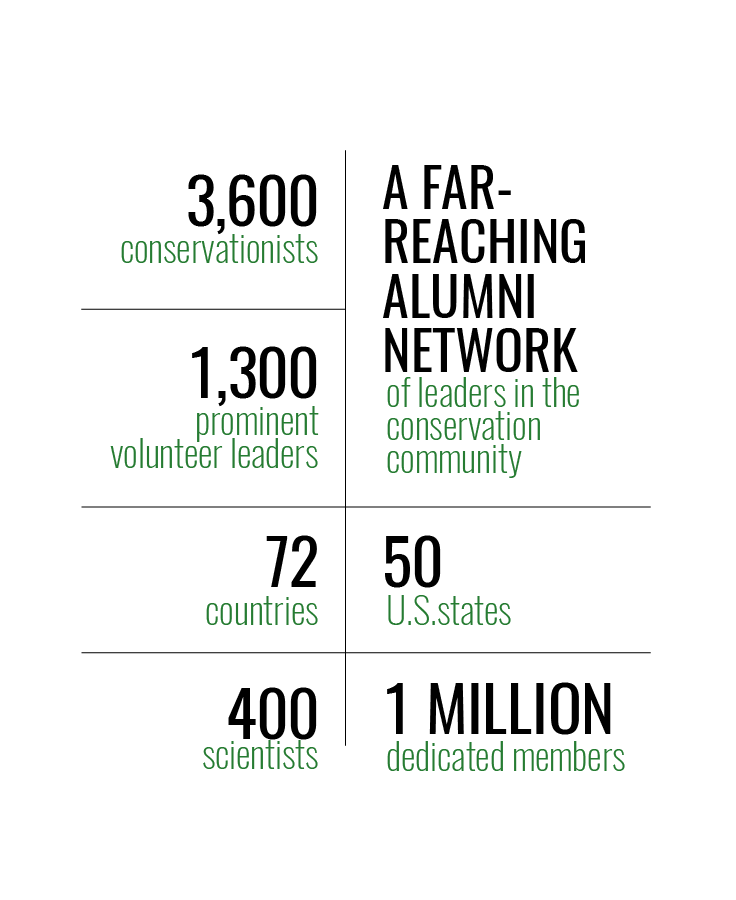 3,600
conservationists
1,300
prominent
volunteer leaders
A FAR-
REACHING
ALUMNI
NETWORK
of leaders in the
conservation
community
72
countries
50
U.S.states
400
scientists
1 MILLION
dedicated members